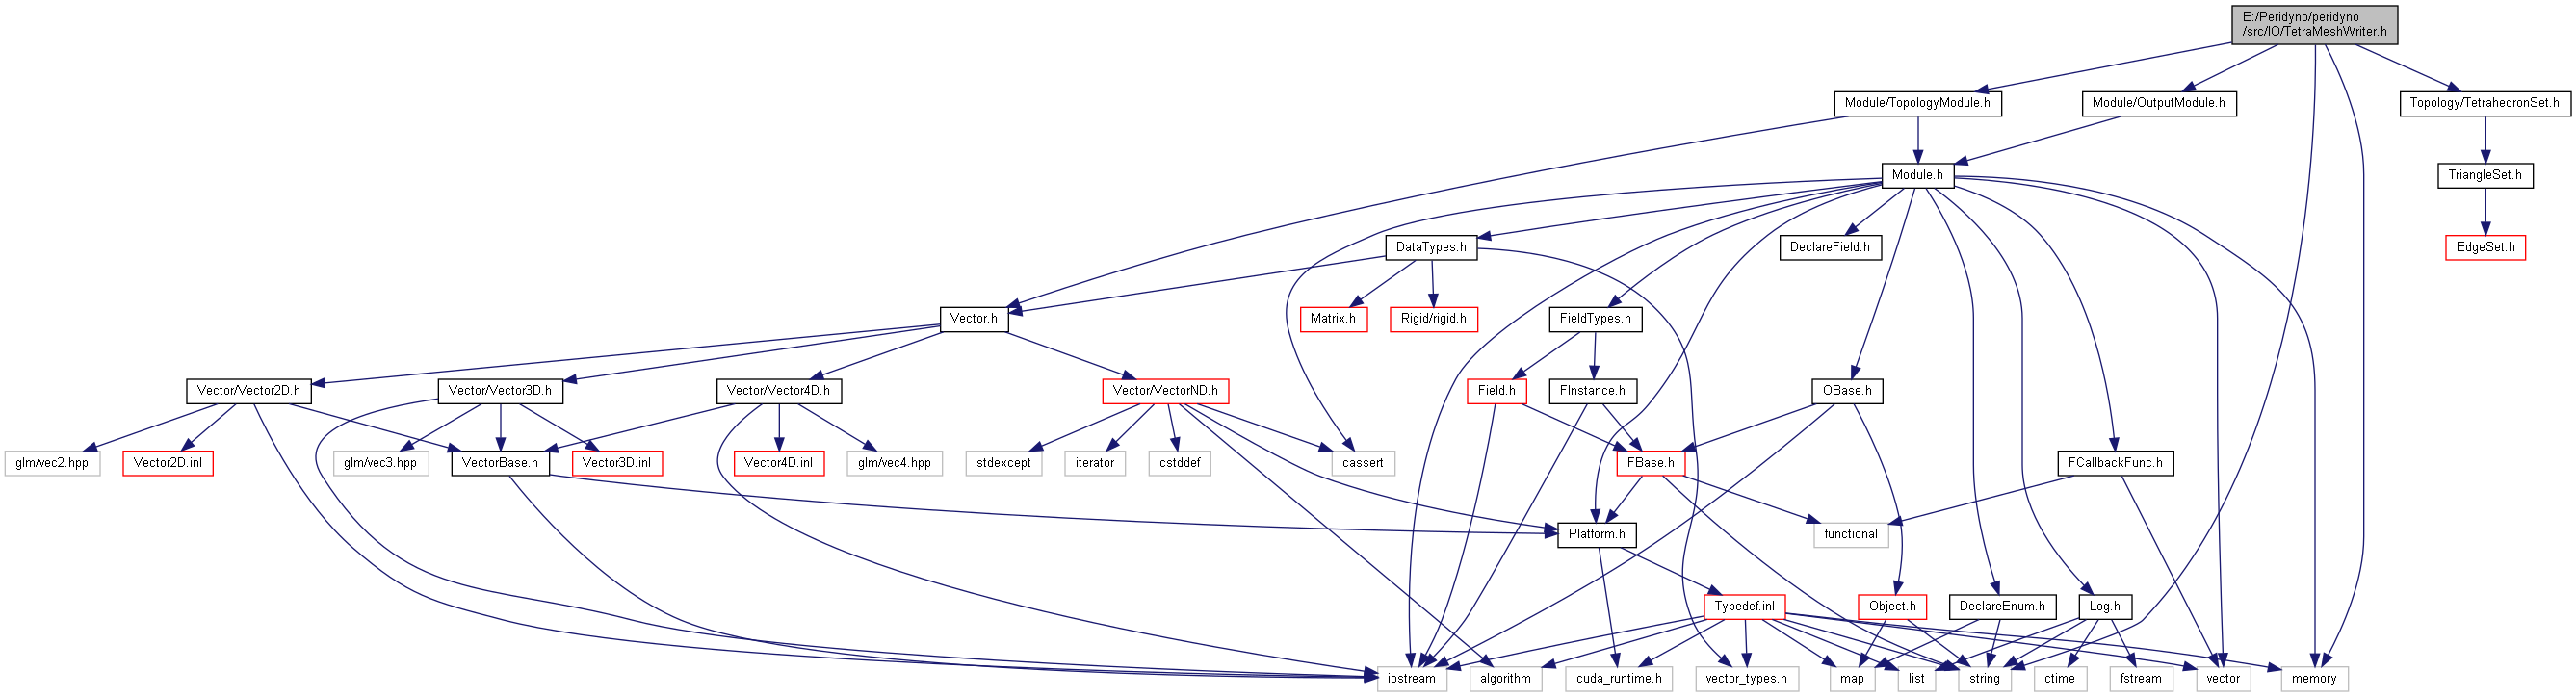 E:/Peridyno/peridyno
/src/IO/TetraMeshWriter.h
Module/TopologyModule.h
Module/OutputModule.h
Topology/TetrahedronSet.h
Module.h
TriangleSet.h
DataTypes.h
DeclareField.h
EdgeSet.h
Vector.h
Matrix.h
Rigid/rigid.h
FieldTypes.h
Vector/Vector2D.h
Vector/Vector3D.h
Vector/Vector4D.h
Vector/VectorND.h
Field.h
FInstance.h
OBase.h
glm/vec2.hpp
Vector2D.inl
glm/vec3.hpp
VectorBase.h
Vector3D.inl
Vector4D.inl
glm/vec4.hpp
stdexcept
iterator
cstddef
cassert
FBase.h
FCallbackFunc.h
Platform.h
functional
Typedef.inl
Object.h
DeclareEnum.h
Log.h
iostream
algorithm
cuda_runtime.h
vector_types.h
map
list
string
ctime
fstream
vector
memory